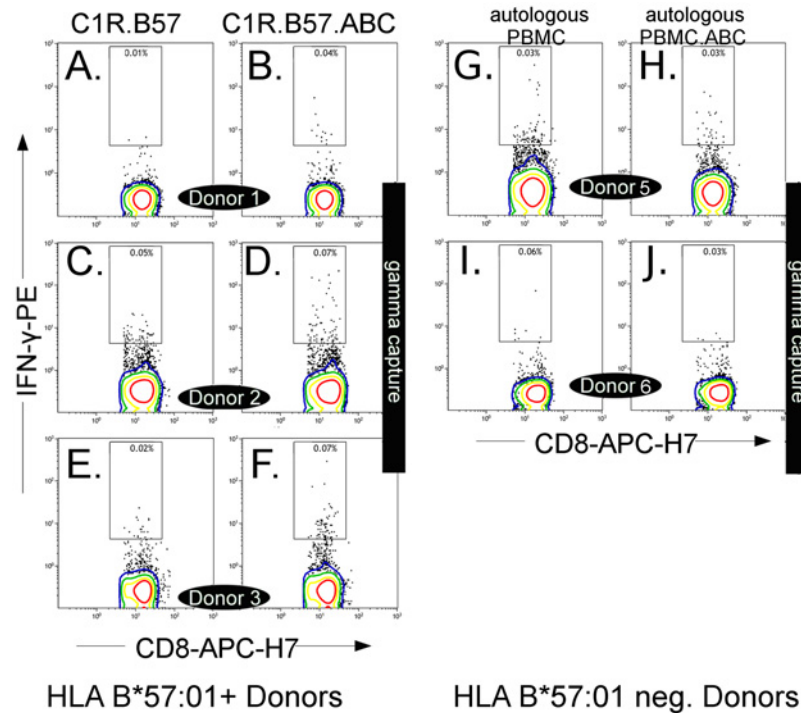 C1R.B57
C1R.B57.ABC
autologous
PBMC
autologous
PBMC.ABC
A.
0.01%
B.
0.04%
G.
0.03%
H.
0.03%
Donor 1
Donor 5
C.
0.05%
D.
0.07%
I.
0.06%
J.
0.03%
Donor 2
Donor 6
E.
0.02%
F.
0.07%
Donor 3
IFN-γ-PE
gamma capture
gamma capture
CD8-APC-H7
CD8-APC-H7
HLA B*57:01+ Donors
HLA B*57:01 neg. Donors